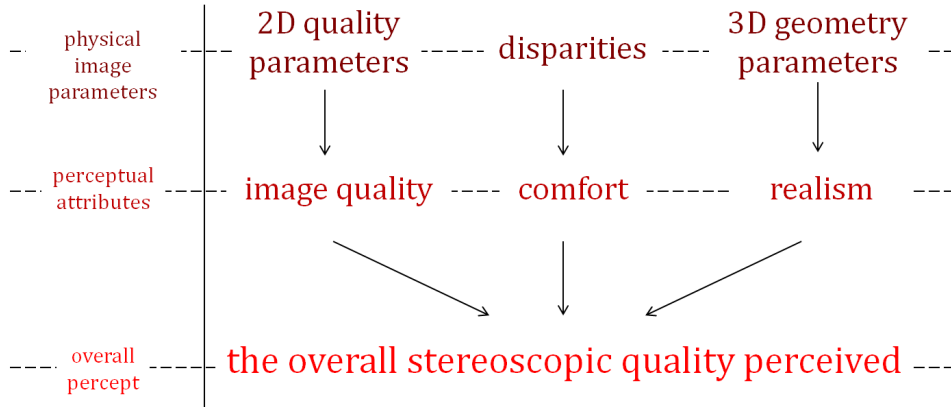 physical
image
parameters
2D quality
parameters
disparities
3D geometry
parameters
perceptual
attributes
image quality
comfort
realism
overall
percept
the overall stereoscopic quality perceived